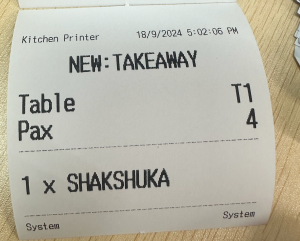 Kitchen Printer 18/9/2024 5:02:06 PM
NEW:TAKEAWAY
Table T1
Pax 4
1 x SHAKSHUKA
System System